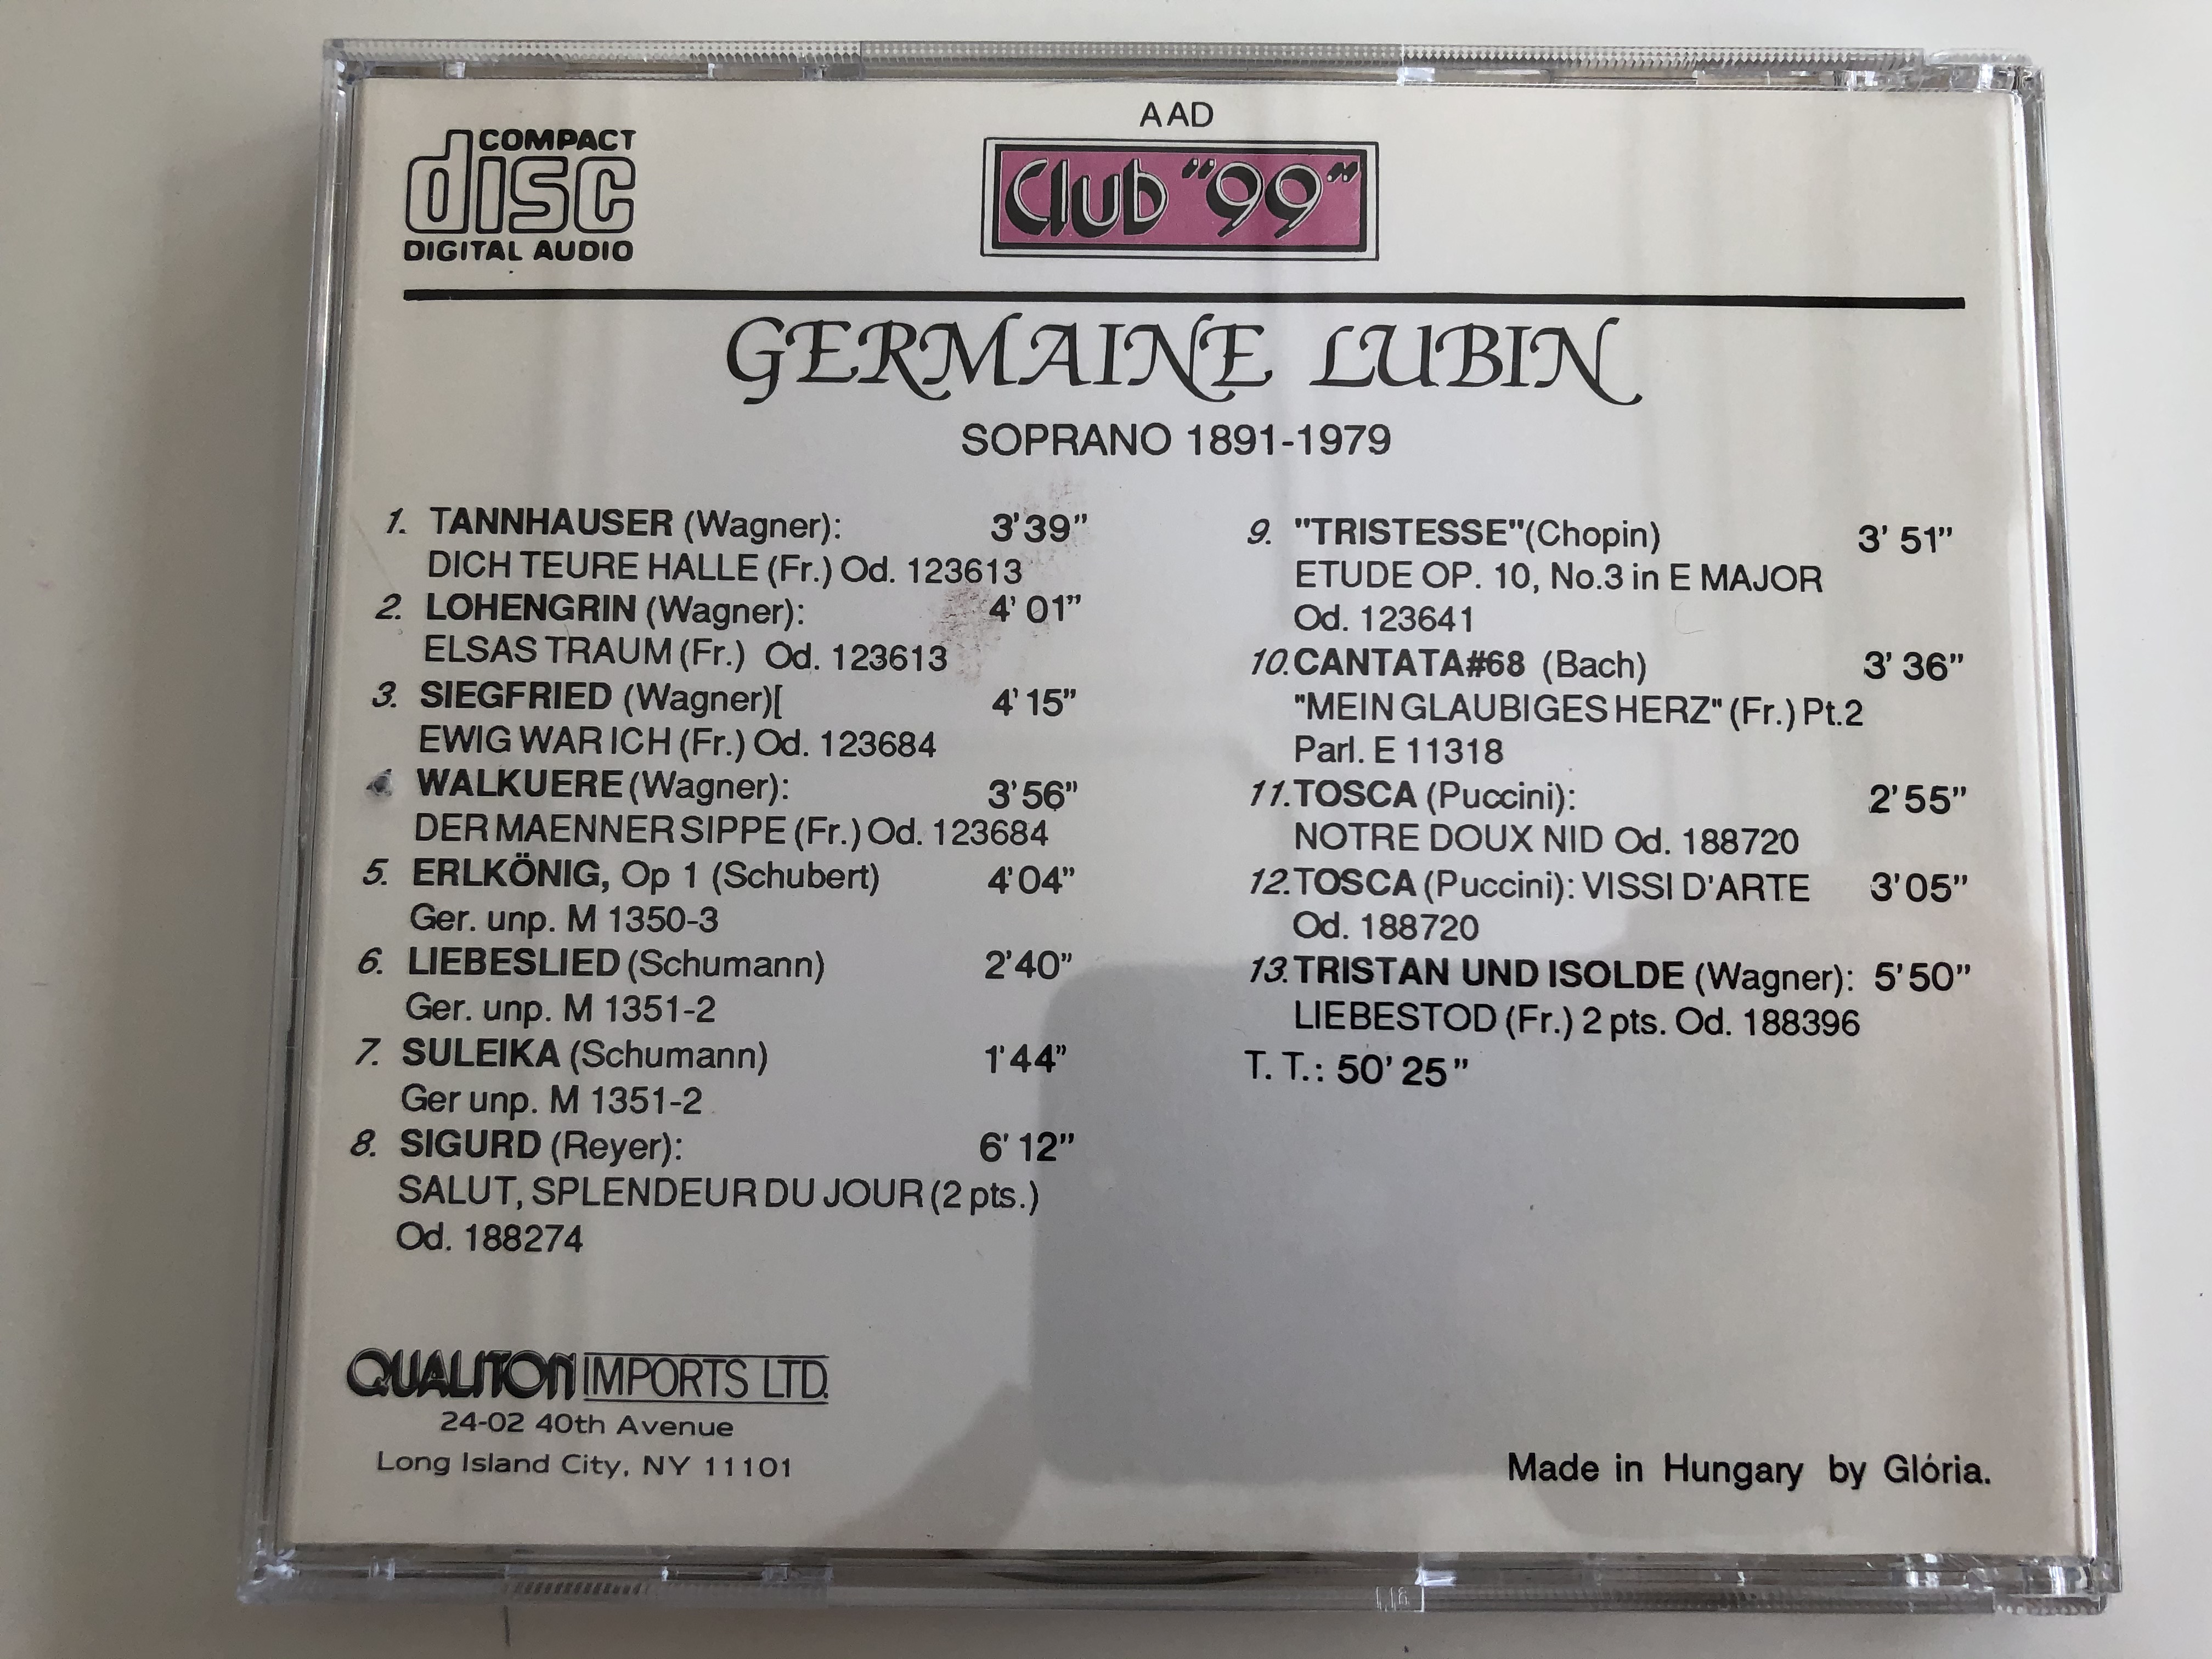 AAD
COMPACT
disc
DIGITAL AUDIO
Club "99"
GERMAINE LUBIN
SOPRANO 1891-1979
1. TANNHAUSER (Wagner): 3'39"
DICH TEURE HALLE (Fr.) Od. 123613
2. LOHENGRIN (Wagner): 4' 01"
ELSAS TRAUM (Fr.) Od. 123613
3. SIEGFRIED (Wagner)[ 4' 15"
EWIG WAR ICH (Fr.) Od. 123684
4 WALKUERE (Wagner): 3'56"
DER MAENNER SIPPE (Fr.) Od. 123684
5. ERLKÖNIG, Op 1 (Schubert) 4'04"
Ger. unp. M 1350-3
6. LIEBESLIED (Schumann) 2'40"
Ger. unp. M 1351-2
7. SULEIKA (Schumann) 1'44"
Ger unp. M 1351-2
8. SIGURD (Reyer): 6' 12"
SALUT, SPLENDEUR DU JOUR (2 pts.)
Od. 188274
9. "TRISTESSE"(Chopin) 3' 51"
ETUDE OP. 10, No.3 in E MAJOR
Od. 123641
10. CANTATA#68 (Bach) 3' 36"
"MEIN GLAUBIGES HERZ" (Fr.) Pt.2
Parl. E 11318
11. TOSCA (Puccini): 2'55"
NOTRE DOUX NID Od. 188720
12. TOSCA (Puccini): VISSI D'ARTE 3'05"
Od. 188720
13. TRISTAN UND ISOLDE (Wagner): 5'50"
LIEBESTOD (Fr.) 2 pts. Od. 188396
T. T.: 50' 25"
QUALITON IMPORTS LTD.
24-02 40th Avenue
Long Island City, NY 11101
Made in Hungary by Glória.